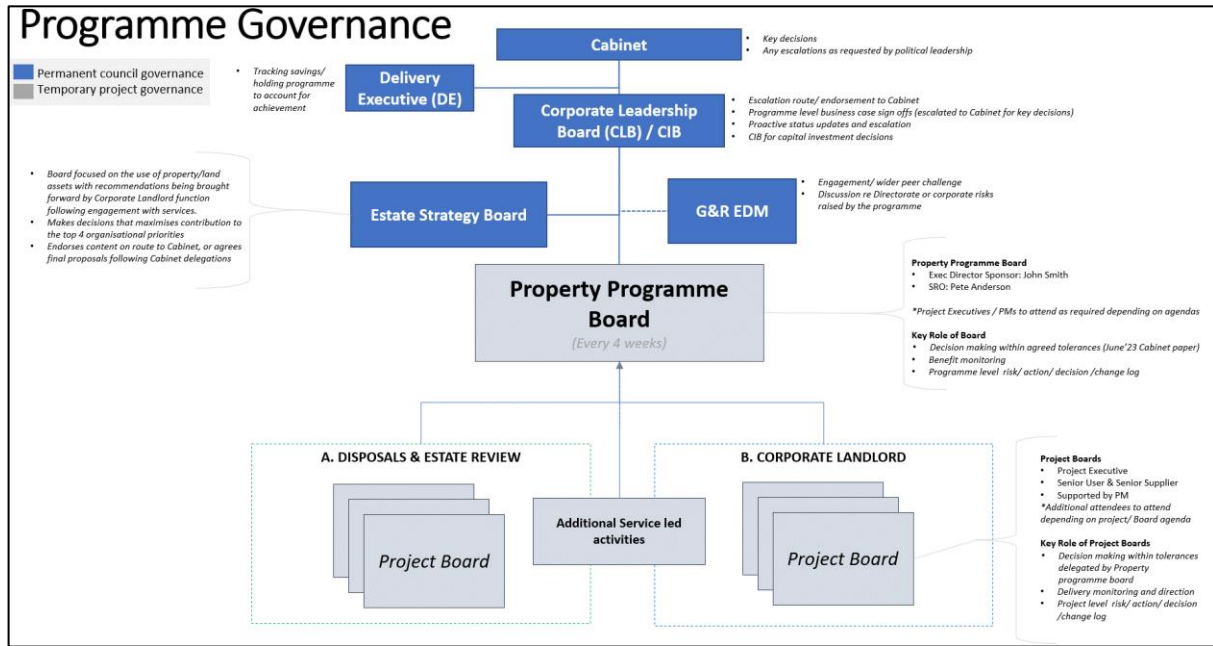 Programme Governance
Permanent council governance
Temporary project governance
Cabinet
• Key decisions
• Any escalations as requested by political leadership
• Tracking savings/
holding programme
to account for
achievement
Delivery
Executive (DE)
Corporate Leadership
Board (CLB) / CIB
• Escalation route/ endorsement to Cabinet
• Programme level business case sign offs (escalated to Cabinet for key decisions)
• Proactive status updates and escalation
• CIB for capital investment decisions
• Board focused on the use of property/land
assets with recommendations being brought
forward by Corporate Landlord function
following engagement with services.
• Makes decisions that maximises contribution to
the top 4 organisational priorities
• Endorses content on route to Cabinet, or agrees
final proposals following Cabinet delegations
Estate Strategy Board
G&R EDM
• Engagement/ wider peer challenge
• Discussion re Directorate or corporate risks
raised by the programme
Property Programme
Board
(Every 4 weeks)
Property Programme Board
• Exec Director Sponsor: John Smith
• SRO: Pete Anderson
*Project Executives / PMs to attend as required depending on agendas
Key Role of Board
• Decision making within agreed tolerances (June'23 Cabinet paper)
• Benefit monitoring
• Programme level risk/ action/ decision /change log
A. DISPOSALS & ESTATE REVIEW
Project Board
Additional Service led
activities
B. CORPORATE LANDLORD
Project Board
Project Boards
• Project Executive
• Senior User & Senior Supplier
• Supported by PM
*Additional attendees to attend
depending on project/ Board agenda
Key Role of Project Boards
• Decision making within tolerances
delegated by Property
programme board
• Delivery monitoring and direction
• Project level risk/ action/ decision
/change log